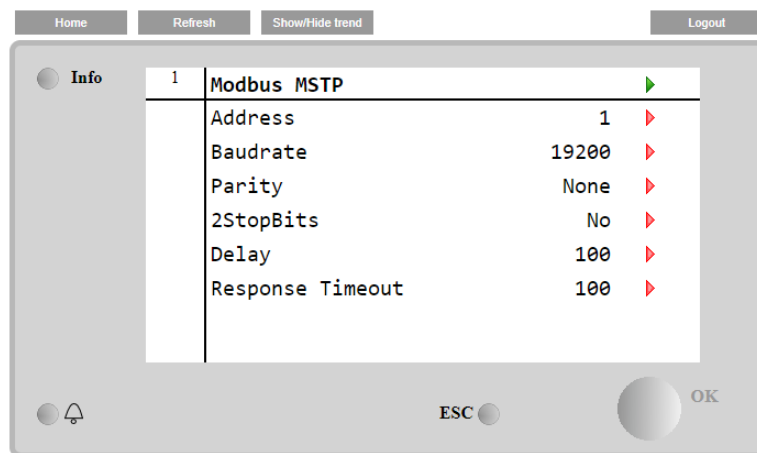 Home Refresh Show/Hide trend Logout
Info 1 Modbus MSTP
Address 1
Baudrate 19200
Parity None
2StopBits No
Delay 100
Response Timeout 100
ESC OK